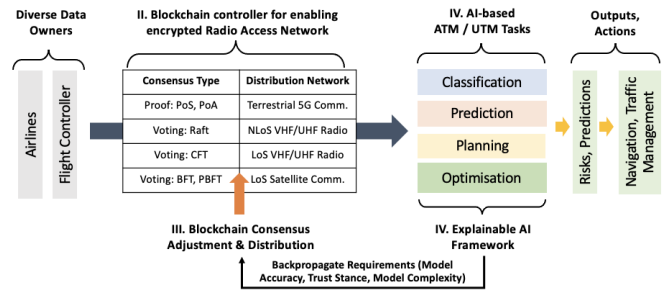 Diverse Data
Owners
Airlines
Flight Controller
II. Blockchain controller for enabling
encrypted Radio Access Network
Consensus Type Distribution Network
Proof: PoS, PoA Terrestrial 5G Comm.
Voting: Raft NLoS VHF/UHF Radio
Voting: CFT LoS VHF/UHF Radio
Voting: BFT, PBFT LoS Satellite Comm.
III. Blockchain Consensus
Adjustment & Distribution
IV. AI-based
ATM / UTM Tasks
Classification
Prediction
Planning
Optimisation
IV. Explainable AI
Framework
Backpropagate Requirements (Model
Accuracy, Trust Stance, Model Complexity)
Outputs,
Actions
Risks, Predictions
Navigation, Traffic
Management